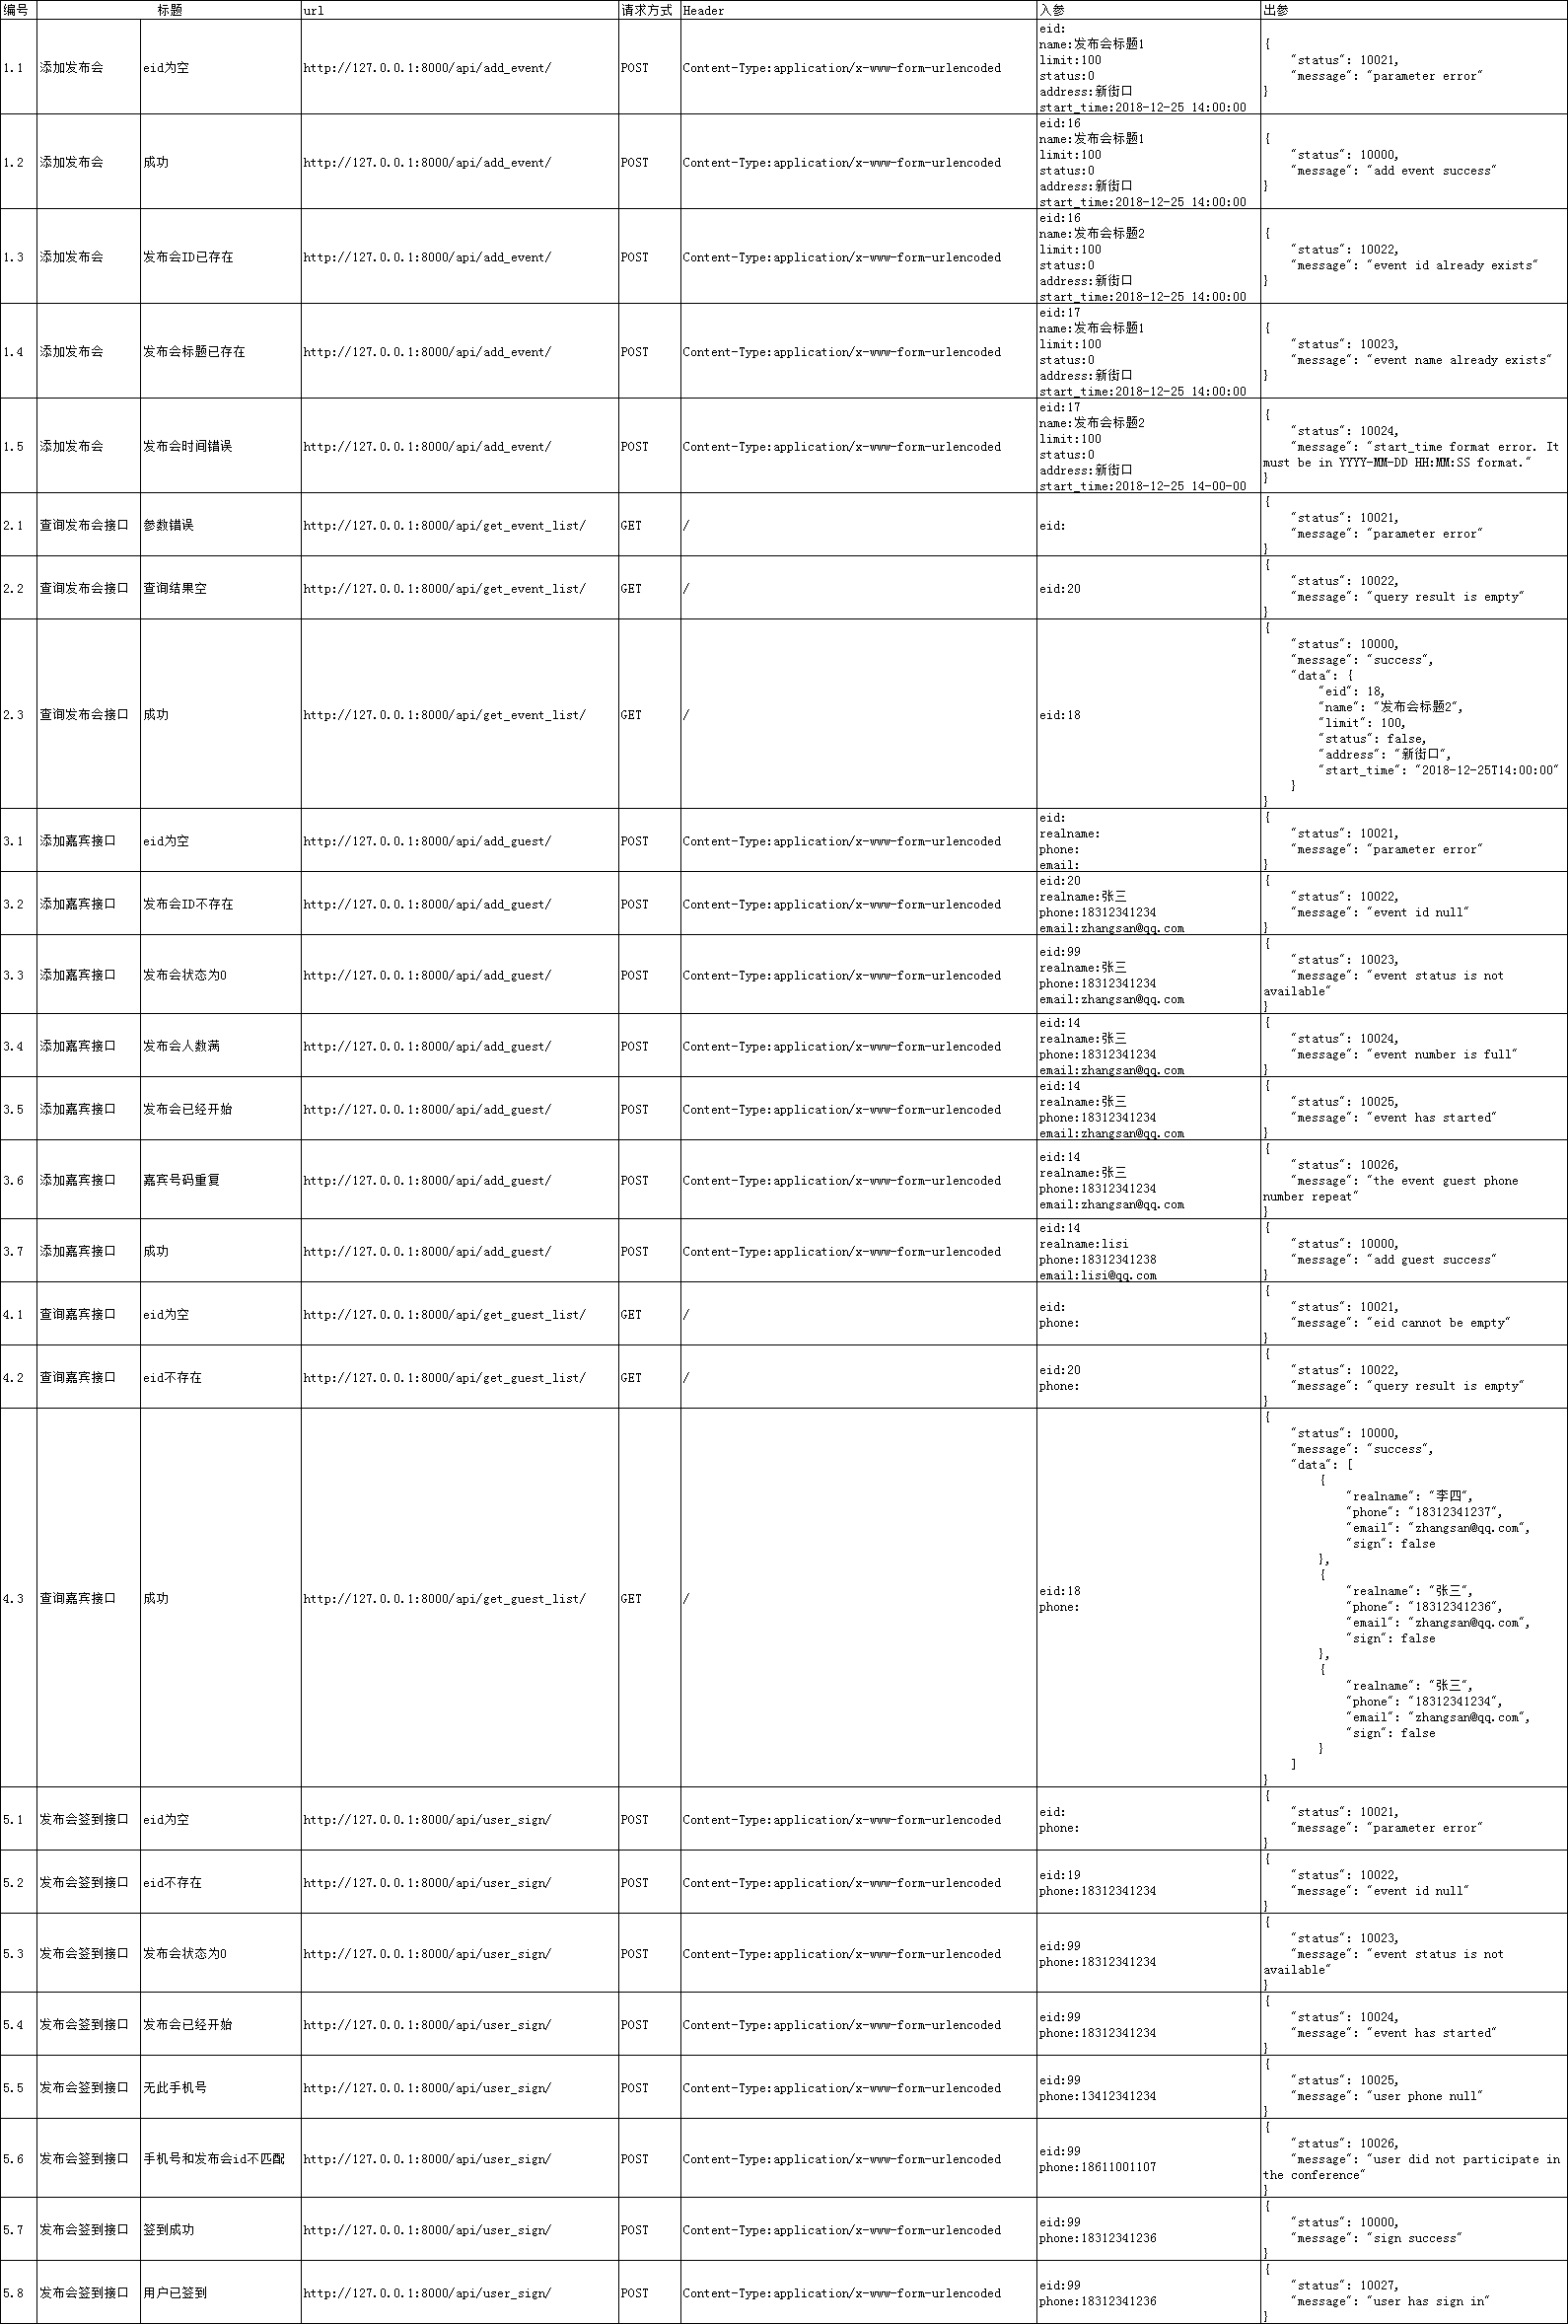 编号 标题 url 请求方式 Header 入参 出参
1.1 添加发布会 eid为空 http://127.0.0.1:8000/api/add_event/ POST Content-Type:application/x-www-form-urlencoded
eid:
name:发布会标题1
limit:100
status:0
address:新街口
start_time:2018-12-25 14:00:00
{
"status": 10021,
"message": "parameter error"
}
1.2 添加发布会 成功 http://127.0.0.1:8000/api/add_event/ POST Content-Type:application/x-www-form-urlencoded
eid:16
name:发布会标题1
limit:100
status:0
address:新街口
start_time:2018-12-25 14:00:00
{
"status": 10000,
"message": "add event success"
}
1.3 添加发布会 发布会ID已存在 http://127.0.0.1:8000/api/add_event/ POST Content-Type:application/x-www-form-urlencoded
eid:16
name:发布会标题2
limit:100
status:0
address:新街口
start_time:2018-12-25 14:00:00
{
"status": 10022,
"message": "event id already exists"
}
1.4 添加发布会 发布会标题已存在 http://127.0.0.1:8000/api/add_event/ POST Content-Type:application/x-www-form-urlencoded
eid:17
name:发布会标题1
limit:100
status:0
address:新街口
start_time:2018-12-25 14:00:00
{
"status": 10023,
"message": "event name already exists"
}
1.5 添加发布会 发布会时间错误 http://127.0.0.1:8000/api/add_event/ POST Content-Type:application/x-www-form-urlencoded
eid:17
name:发布会标题2
limit:100
status:0
address:新街口
start_time:2018-12-25 14-00-00
{
"status": 10024,
"message": "start_time format error. It
must be in YYYY-MM-DD HH:MM:SS format."
}
2.1 查询发布会接口 参数错误 http://127.0.0.1:8000/api/get_event_list/ GET /
eid:
{
"status": 10021,
"message": "parameter error"
}
2.2 查询发布会接口 查询结果空 http://127.0.0.1:8000/api/get_event_list/ GET /
eid:20
{
"status": 10022,
"message": "query result is empty"
}
2.3 查询发布会接口 成功 http://127.0.0.1:8000/api/get_event_list/ GET /
eid:18
{
"status": 10000,
"message": "success",
"data": {
"eid": 18,
"name": "发布会标题2",
"limit": 100,
"status": false,
"address": "新街口",
"start_time": "2018-12-25T14:00:00"
}
}
3.1 添加嘉宾接口 eid为空 http://127.0.0.1:8000/api/add_guest/ POST Content-Type:application/x-www-form-urlencoded
eid:
realname:
phone:
email:
{
"status": 10021,
"message": "parameter error"
}
3.2 添加嘉宾接口 发布会ID不存在 http://127.0.0.1:8000/api/add_guest/ POST Content-Type:application/x-www-form-urlencoded
eid:20
realname:张三
phone:18312341234
email:zhangsan@qq.com
{
"status": 10022,
"message": "event id null"
}
3.3 添加嘉宾接口 发布会状态为0 http://127.0.0.1:8000/api/add_guest/ POST Content-Type:application/x-www-form-urlencoded
eid:99
realname:张三
phone:18312341234
email:zhangsan@qq.com
{
"status": 10023,
"message": "event status is not
available"
}
3.4 添加嘉宾接口 发布会人数满 http://127.0.0.1:8000/api/add_guest/ POST Content-Type:application/x-www-form-urlencoded
eid:14
realname:张三
phone:18312341234
email:zhangsan@qq.com
{
"status": 10024,
"message": "event number is full"
}
3.5 添加嘉宾接口 发布会已经开始 http://127.0.0.1:8000/api/add_guest/ POST Content-Type:application/x-www-form-urlencoded
eid:14
realname:张三
phone:18312341234
email:zhangsan@qq.com
{
"status": 10025,
"message": "event has started"
}
3.6 添加嘉宾接口 嘉宾号码重复 http://127.0.0.1:8000/api/add_guest/ POST Content-Type:application/x-www-form-urlencoded
eid:14
realname:张三
phone:18312341234
email:zhangsan@qq.com
{
"status": 10026,
"message": "the event guest phone
number repeat"
}
3.7 添加嘉宾接口 成功 http://127.0.0.1:8000/api/add_guest/ POST Content-Type:application/x-www-form-urlencoded
eid:14
realname:lisi
phone:18312341238
email:lisi@qq.com
{
"status": 10000,
"message": "add guest success"
}
4.1 查询嘉宾接口 eid为空 http://127.0.0.1:8000/api/get_guest_list/ GET /
eid:
phone:
{
"status": 10021,
"message": "eid cannot be empty"
}
4.2 查询嘉宾接口 eid不存在 http://127.0.0.1:8000/api/get_guest_list/ GET /
eid:20
phone:
{
"status": 10022,
"message": "query result is empty"
}
4.3 查询嘉宾接口 成功 http://127.0.0.1:8000/api/get_guest_list/ GET /
eid:18
phone:
{
"status": 10000,
"message": "success",
"data": [
{
"realname": "李四",
"phone": "18312341237",
"email": "zhangsan@qq.com",
"sign": false
},
{
"realname": "张三",
"phone": "18312341236",
"email": "zhangsan@qq.com",
"sign": false
},
{
"realname": "张三",
"phone": "18312341234",
"email": "zhangsan@qq.com",
"sign": false
}
]
}
5.1 发布会签到接口 eid为空 http://127.0.0.1:8000/api/user_sign/ POST Content-Type:application/x-www-form-urlencoded
eid:
phone:
{
"status": 10021,
"message": "parameter error"
}
5.2 发布会签到接口 eid不存在 http://127.0.0.1:8000/api/user_sign/ POST Content-Type:application/x-www-form-urlencoded
eid:19
phone:18312341234
{
"status": 10022,
"message": "event id null"
}
5.3 发布会签到接口 发布会状态为0 http://127.0.0.1:8000/api/user_sign/ POST Content-Type:application/x-www-form-urlencoded
eid:99
phone:18312341234
{
"status": 10023,
"message": "event status is not
available"
}
5.4 发布会签到接口 发布会已经开始 http://127.0.0.1:8000/api/user_sign/ POST Content-Type:application/x-www-form-urlencoded
eid:99
phone:18312341234
{
"status": 10024,
"message": "event has started"
}
5.5 发布会签到接口 无此手机号 http://127.0.0.1:8000/api/user_sign/ POST Content-Type:application/x-www-form-urlencoded
eid:99
phone:13412341234
{
"status": 10025,
"message": "user phone null"
}
5.6 发布会签到接口 手机号和发布会id不匹配 http://127.0.0.1:8000/api/user_sign/ POST Content-Type:application/x-www-form-urlencoded
eid:99
phone:18611001107
{
"status": 10026,
"message": "user did not participate in
the conference"
}
5.7 发布会签到接口 签到成功 http://127.0.0.1:8000/api/user_sign/ POST Content-Type:application/x-www-form-urlencoded
eid:99
phone:18312341236
{
"status": 10000,
"message": "sign success"
}
5.8 发布会签到接口 用户已签到 http://127.0.0.1:8000/api/user_sign/ POST Content-Type:application/x-www-form-urlencoded
eid:99
phone:18312341236
{
"status": 10027,
"message": "user has sign in"
}